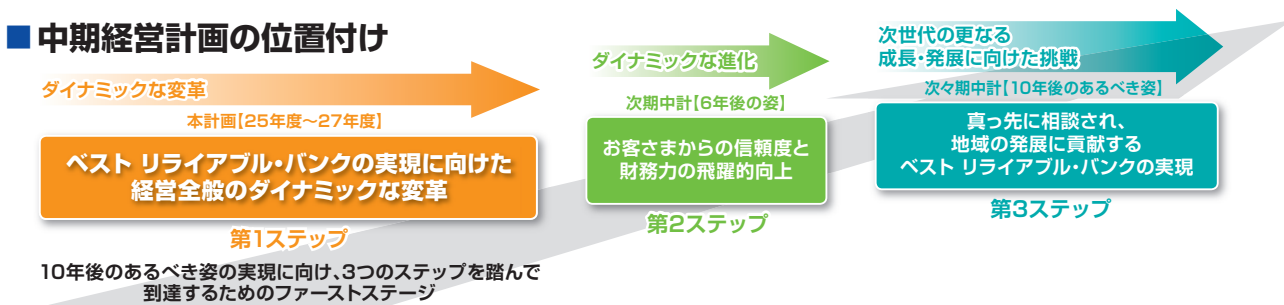 ■中期経営計画の位置付け
ダイナミックな変革
本計画【25年度～27年度】
ベスト リライアブル・バンクの実現に向けた
経営全般のダイナミックな変革
第1ステップ
10年後のあるべき姿の実現に向け、3つのステップを踏んで
到達するためのファーストステージ
ダイナミックな進化
次期中計【6年後の姿】
お客さまからの信頼度と
財務力の飛躍的向上
第2ステップ
次世代の更なる
成長・発展に向けた挑戦
次々期中計【10年後のあるべき姿】
真っ先に相談され、
地域の発展に貢献する
ベスト リライアブル・バンクの実現
第3ステップ